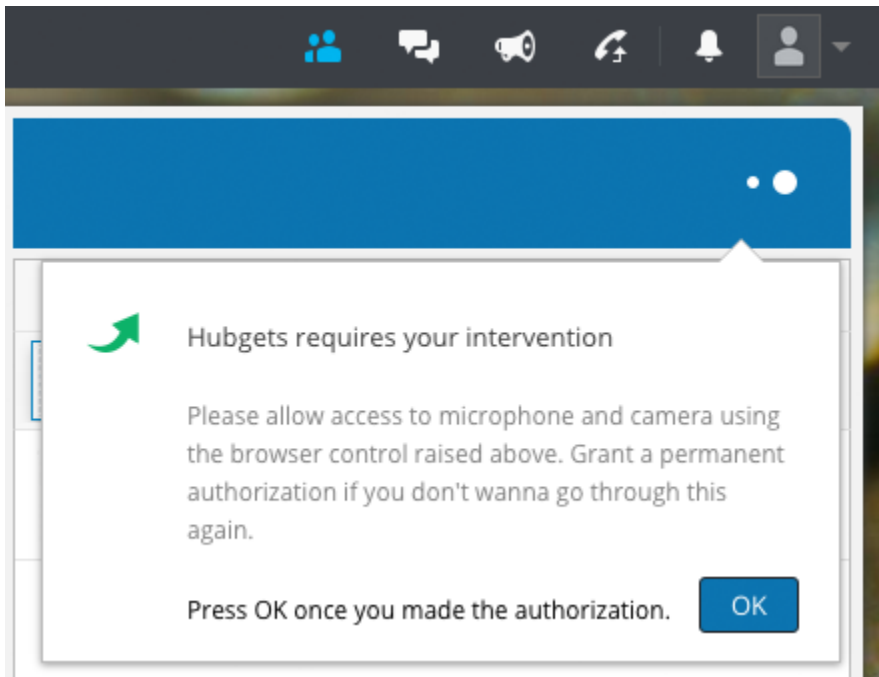 Hubgets requires your intervention
Please allow access to microphone and camera using
the browser control raised above. Grant a permanent
authorization if you don't wanna go through this
again.
Press OK once you made the authorization.
OK